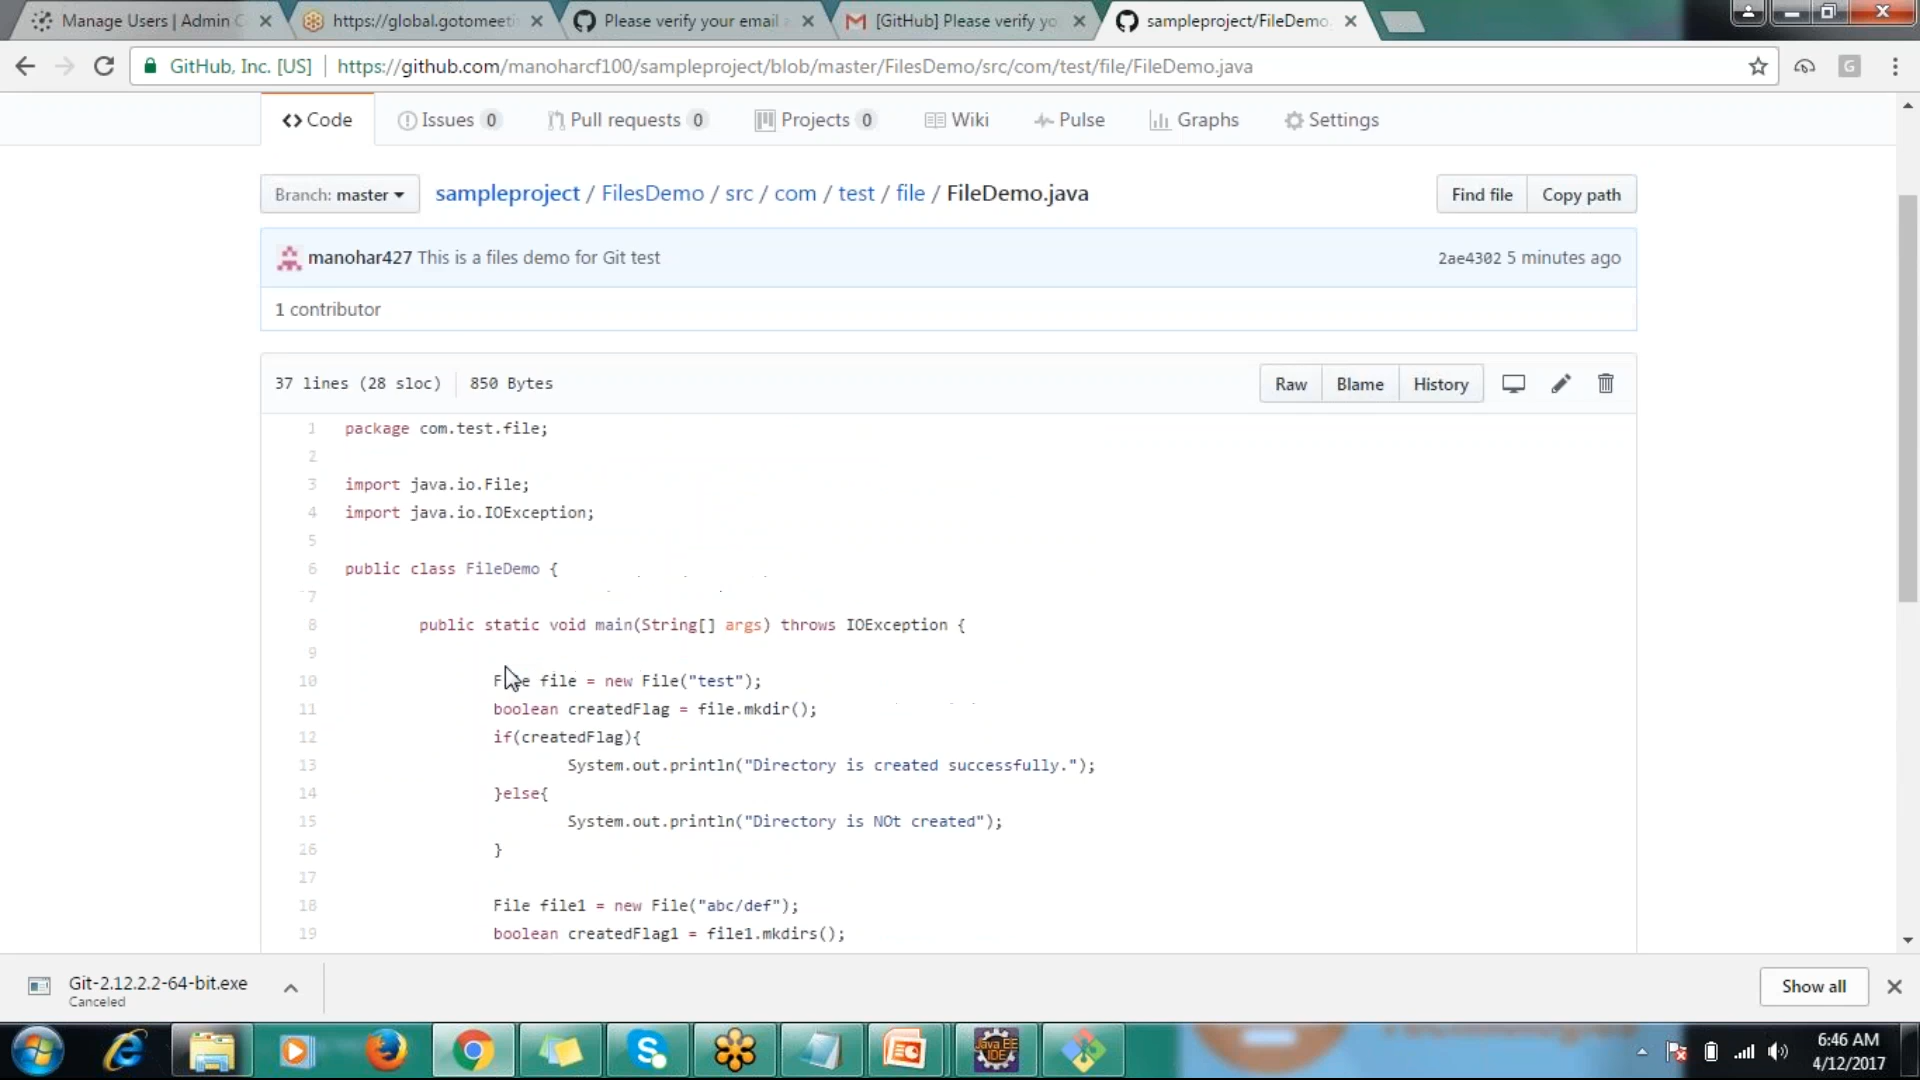 Manage Users | Admin C
https://global.gotomeeti
Please verify your email a
[GitHub] Please verify yo
sampleproject/FileDemo.
GitHub, Inc. [US]
https://github.com/manoharcf100/sampleproject/blob/master/FilesDemo/src/com/test/file/FileDemo.java
G
Code
Issues 0
Pull requests 0
Projects 0
Wiki
Pulse
Graphs
Settings
Branch: master
sampleproject / FilesDemo / src / com / test / file / FileDemo.java
Find file
Copy path
manohar427 This is a files demo for Git test
2ae4302 5 minutes ago
1 contributor
37 lines (28 sloc)
850 Bytes
Raw
Blame
History
1 package com.test.file;
2
3 import java.io.File;
4 import java.io.IOException;
5
6 public class FileDemo {
7
8 public static void main(String[] args) throws IOException {
9
10 File file = new File("test");
11 boolean createdFlag = file.mkdir();
12 if(createdFlag){
13 System.out.println("Directory is created successfully.");
14 }else{
15 System.out.println("Directory is NOt created");
16 }
17
18 File file1 = new File("abc/def");
19 boolean createdFlag1 = file1.mkdirs();
Git-2.12.2.2-64-bit.exe
Canceled
Show all
Java EE
IDE
6:46 AM
4/12/2017